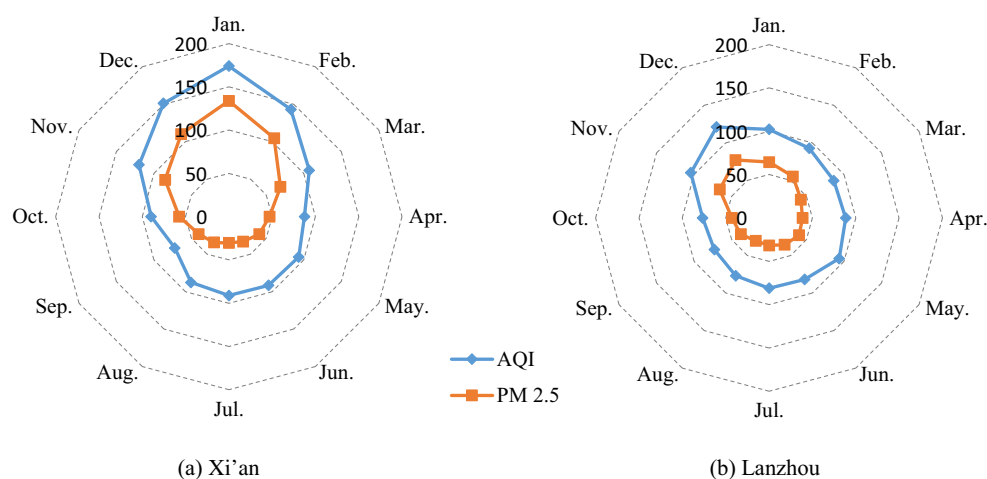 Jan.
Feb.
Mar.
Apr.
May.
Jun.
Jul.
Aug.
Sep.
Oct.
Nov.
Dec.
200
150
100
50
0
(a) Xi’an
AQI
PM 2.5
Jan.
Feb.
Mar.
Apr.
May.
Jun.
Jul.
Aug.
Sep.
Oct.
Nov.
Dec.
200
150
100
50
0
(b) Lanzhou